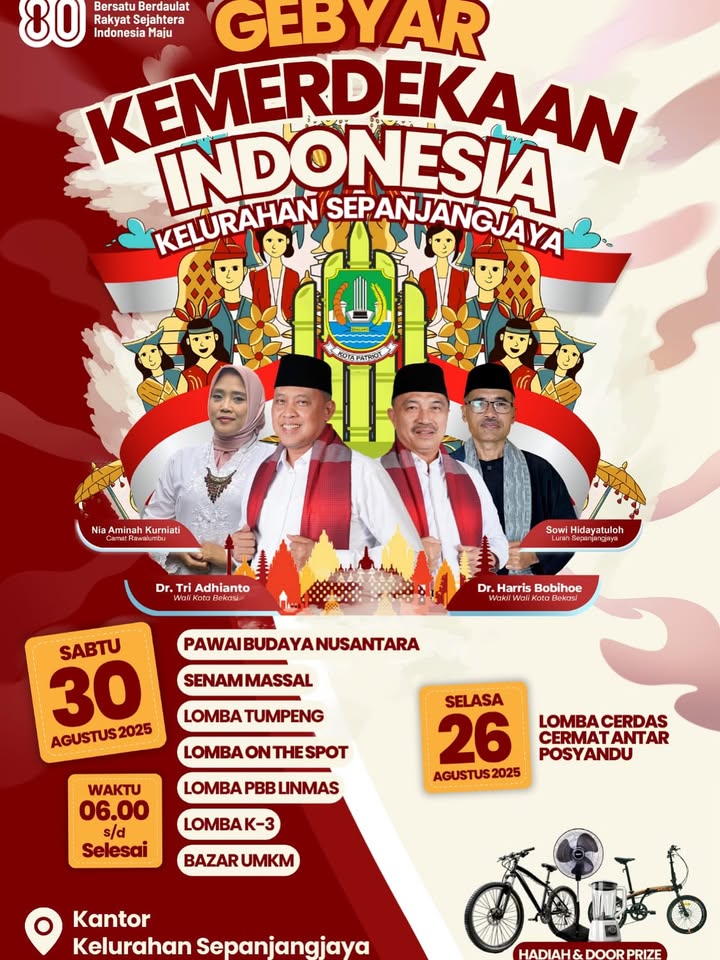 80
Bersatu Berdaulat
Rakyat Sejahtera
Indonesia Maju
GEBYAR
KEMERDEKAAN
INDONESIA
KELURAHAN SEPANJANGJAYA
KOTA PATRIOT
Nia Aminah Kurniati
Camat Rawalumbu
Sowi Hidayatuloh
Lurah Sepanjangjaya
Dr. Tri Adhianto
Wali Kota Bekasi
Dr. Harris Bobihoe
Wakil Wali Kota Bekasi
SABTU
30
AGUSTUS 2025
WAKTU
06.00
s/d
Selesai
PAWAI BUDAYA NUSANTARA
SENAM MASSAL
LOMBA TUMPENG
LOMBA ON THE SPOT
LOMBA PBB LINMAS
LOMBA K-3
BAZAR UMKM
SELASA
26
AGUSTUS 2025
LOMBA CERDAS
CERMAT ANTAR
POSYANDU
Kantor
Kelurahan Sepanjangjaya
HADIAH & DOOR PRIZE